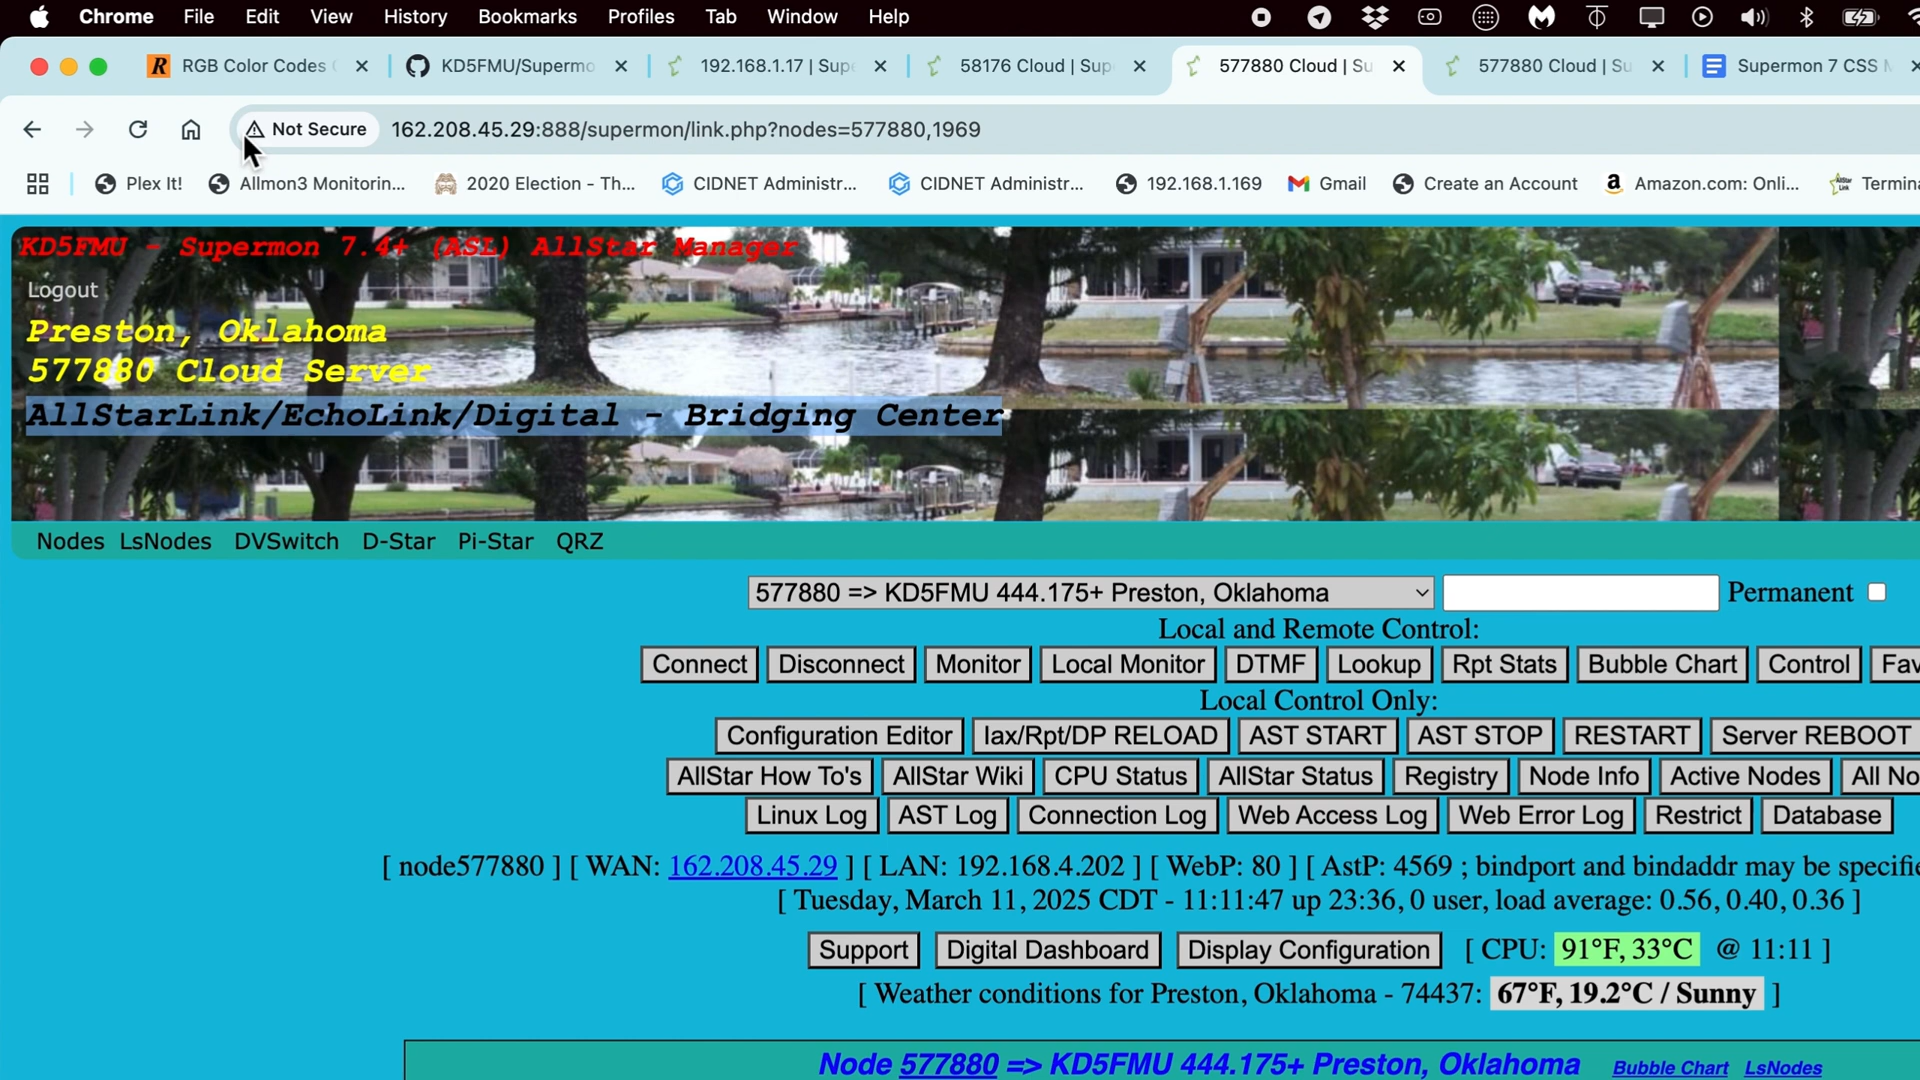 Chrome File Edit View History Bookmarks Profiles Tab Window Help
RGB Color Codes 192.168.1.17 | Sup 58176 Cloud | Sup 577880 Cloud | Su 577880 Cloud | Su Supermon 7 CSS
KD5FMU/Supermo
Not Secure 162.208.45.29:888/supermon/link.php?nodes=577880,1969
Plex It! Allmon3 Monitorin... 2020 Election - Th... CIDNET Administr... CIDNET Administr... 192.168.1.169 Gmail Create an Account Amazon.com: Onli... Termina
KD5FMU - Supermon 7.4+ (ASL) AllStar Manager
Logout
Preston, Oklahoma
577880 Cloud Server
AllStarLink/EchoLink/Digital - Bridging Center
Nodes LsNodes DVSwitch D-Star Pi-Star QRZ
577880 => KD5FMU 444.175+ Preston, Oklahoma Permanent
Local and Remote Control:
Connect Disconnect Monitor Local Monitor DTMF Lookup Rpt Stats Bubble Chart Control Fav
Local Control Only:
Configuration Editor Iax/Rpt/DP RELOAD AST START AST STOP RESTART Server REBOOT
AllStar How To's AllStar Wiki CPU Status AllStar Status Registry Node Info Active Nodes All No
Linux Log AST Log Connection Log Web Access Log Web Error Log Restrict Database
[ node577880 ] [ WAN: 162.208.45.29 ] [ LAN: 192.168.4.202 ] [ WebP: 80 ] [ AstP: 4569 ; bindport and bindaddr may be specifie
[ Tuesday, March 11, 2025 CDT - 11:11:47 up 23:36, 0 user, load average: 0.56, 0.40, 0.36 ]
Support Digital Dashboard Display Configuration [ CPU: 91°F, 33°C @ 11:11 ]
[ Weather conditions for Preston, Oklahoma - 74437: 67°F, 19.2°C / Sunny ]
Node 577880 => KD5FMU 444.175+ Preston, Oklahoma Bubble Chart LsNodes